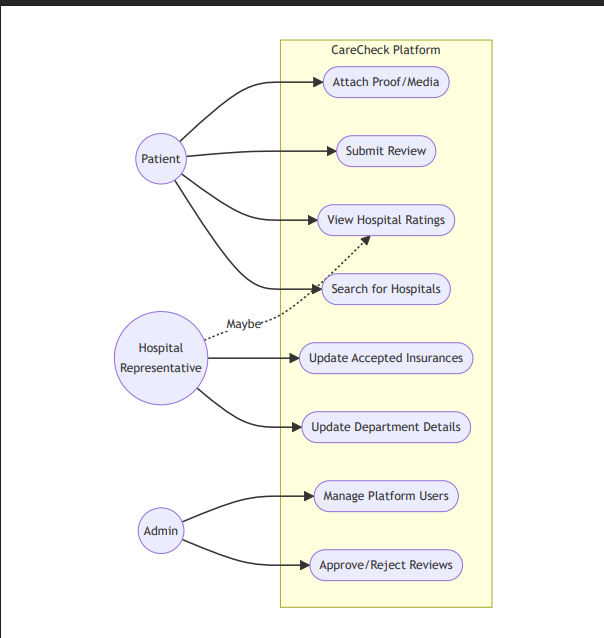 CareCheck Platform
Attach Proof/Media
Submit Review
Patient
View Hospital Ratings
Search for Hospitals
Maybe
Hospital
Representative
Update Accepted Insurances
Update Department Details
Manage Platform Users
Admin
Approve/Reject Reviews